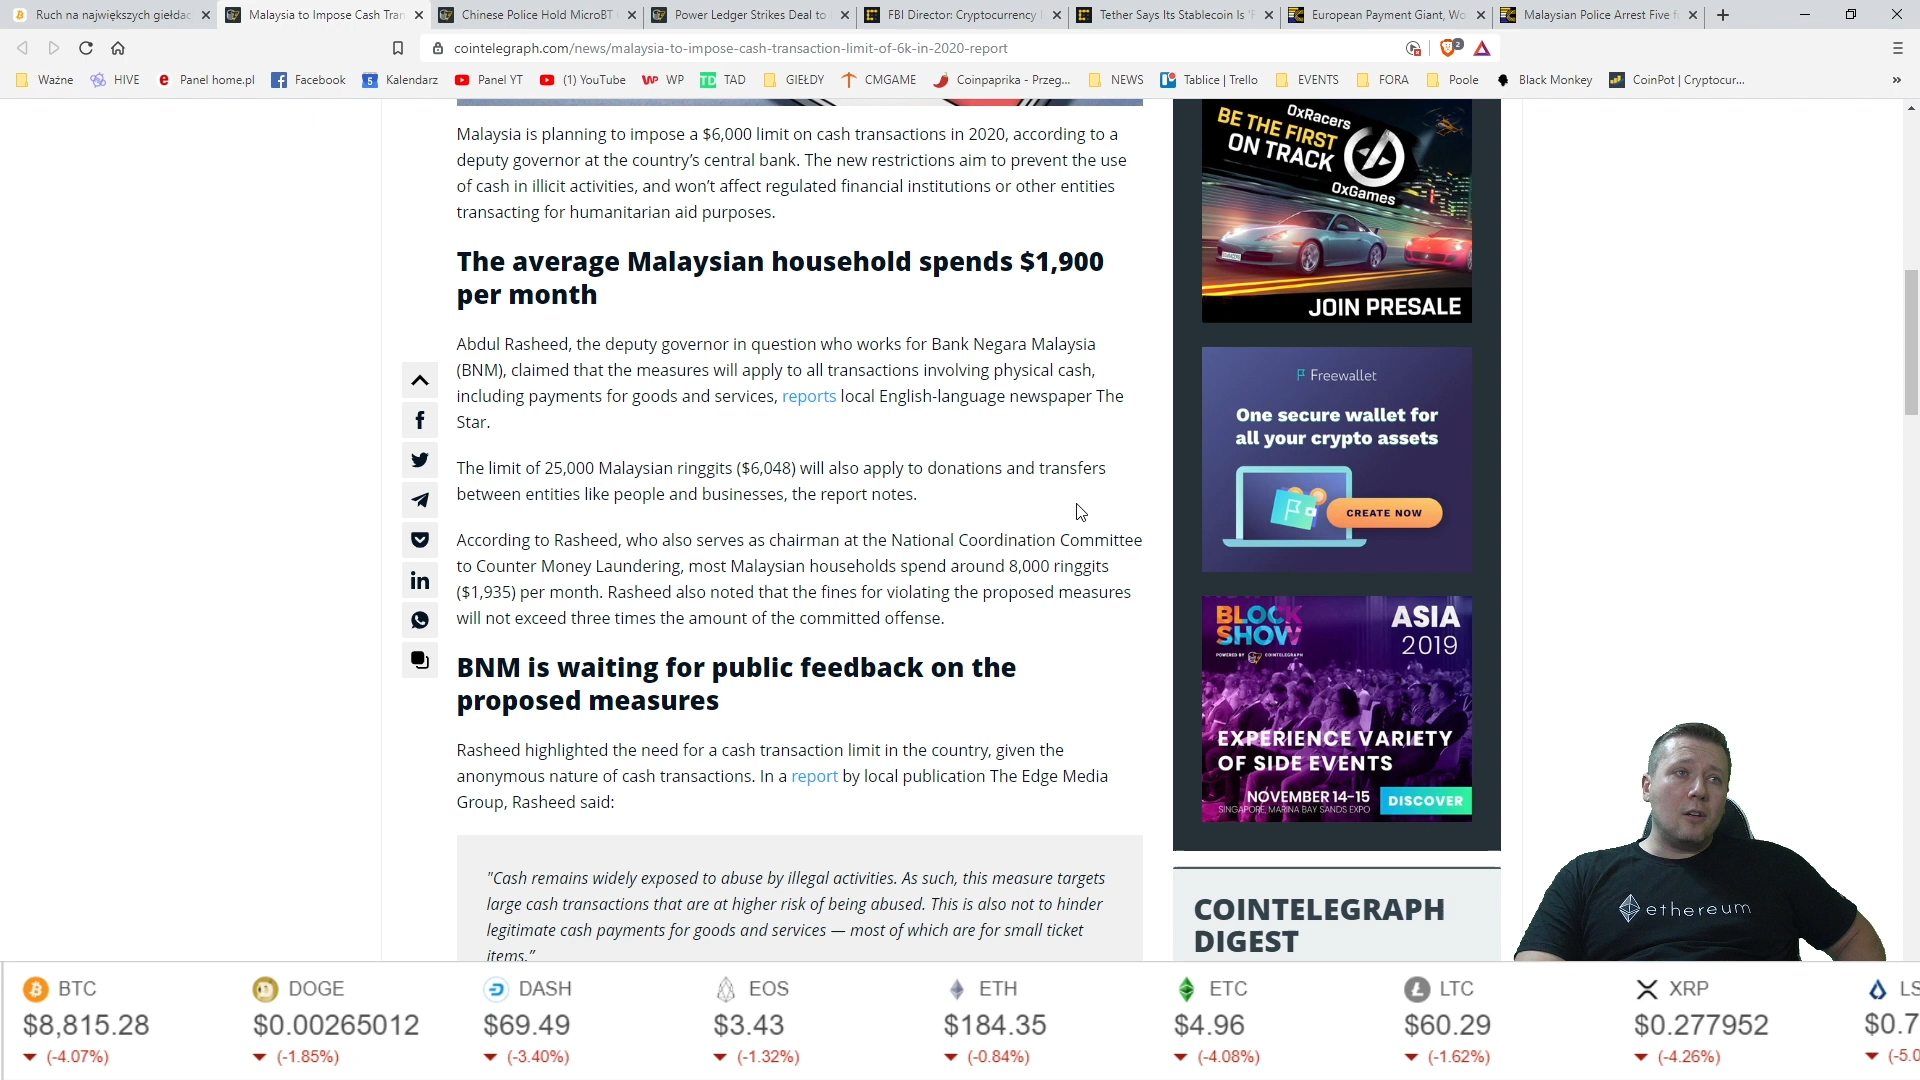 Ruch na największych giełdac
Malaysia to Impose Cash Tran
Chinese Police Hold MicroBT
Power Ledger Strikes Deal to
FBI Director: Cryptocurrency
Tether Says Its Stablecoin Is 'F
European Payment Giant, Wo
Malaysian Police Arrest Five f
cointelegraph.com/news/malaysia-to-impose-cash-transaction-limit-of-6k-in-2020-report
2
Ważne
HIVE
Panel home.pl
Facebook
5 Kalendarz
Panel YT
(1) YouTube
WP WP
TD TAD
GIEŁDY
CMGAME
Coinpaprika - Przeg...
NEWS
Tablice | Trello
EVENTS
FORA
Poole
Black Monkey
CoinPot | Cryptocur...
»
Malaysia is planning to impose a $6,000 limit on cash transactions in 2020, according to a
deputy governor at the country’s central bank. The new restrictions aim to prevent the use
of cash in illicit activities, and won’t affect regulated financial institutions or other entities
transacting for humanitarian aid purposes.
The average Malaysian household spends $1,900
per month
Abdul Rasheed, the deputy governor in question who works for Bank Negara Malaysia
(BNM), claimed that the measures will apply to all transactions involving physical cash,
including payments for goods and services, reports local English-language newspaper The
Star.
The limit of 25,000 Malaysian ringgits ($6,048) will also apply to donations and transfers
between entities like people and businesses, the report notes.
According to Rasheed, who also serves as chairman at the National Coordination Committee
to Counter Money Laundering, most Malaysian households spend around 8,000 ringgits
($1,935) per month. Rasheed also noted that the fines for violating the proposed measures
will not exceed three times the amount of the committed offense.
BNM is waiting for public feedback on the
proposed measures
Rasheed highlighted the need for a cash transaction limit in the country, given the
anonymous nature of cash transactions. In a report by local publication The Edge Media
Group, Rasheed said:
"Cash remains widely exposed to abuse by illegal activities. As such, this measure targets
large cash transactions that are at higher risk of being abused. This is also not to hinder
legitimate cash payments for goods and services — most of which are for small ticket
items.”
0xRacers
BE THE FIRST
ON TRACK
0xGames
JOIN PRESALE
Freewallet
One secure wallet for
all your crypto assets
CREATE NOW
BLOCK
SHOW
POWERED BY COINTELEGRAPH
ASIA
2019
EXPERIENCE VARIETY
OF SIDE EVENTS
NOVEMBER 14-15
SINGAPORE, MARINA BAY SANDS EXPO
DISCOVER
COINTELEGRAPH
DIGEST
ethereum
BTC
$8,815.28
(-4.07%)
DOGE
$0.00265012
(-1.85%)
DASH
$69.49
(-3.40%)
EOS
$3.43
(-1.32%)
ETH
$184.35
(-0.84%)
ETC
$4.96
(-4.08%)
LTC
$60.29
(-1.62%)
XRP
$0.277952
(-4.26%)
LS
$0.7
(-5.0